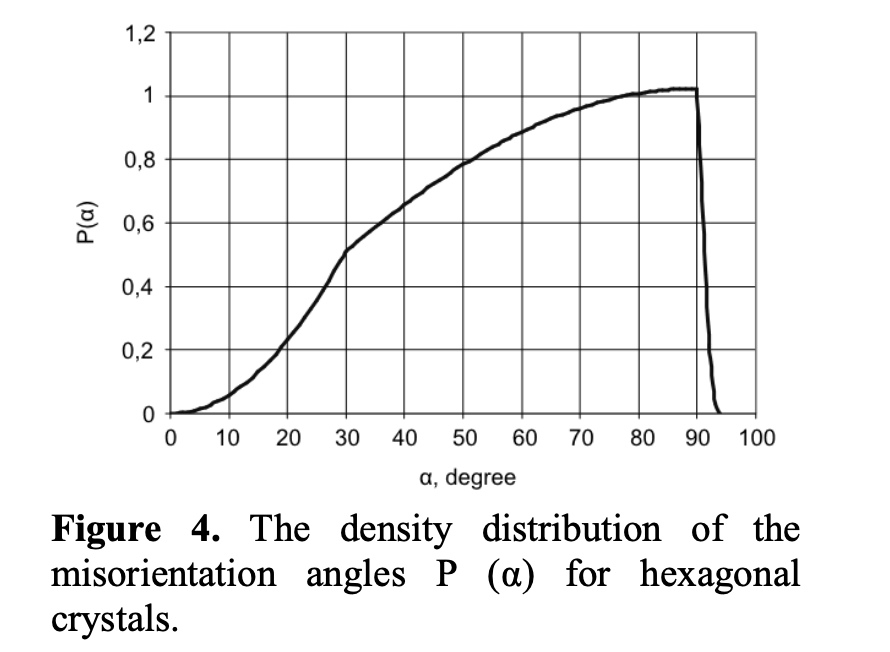 1,2
1
0,8
0,6
0,4
0,2
0
P(α)
0 10 20 30 40 50 60 70 80 90 100
α, degree
Figure 4. The density distribution of the
misorientation angles P (α) for hexagonal
crystals.